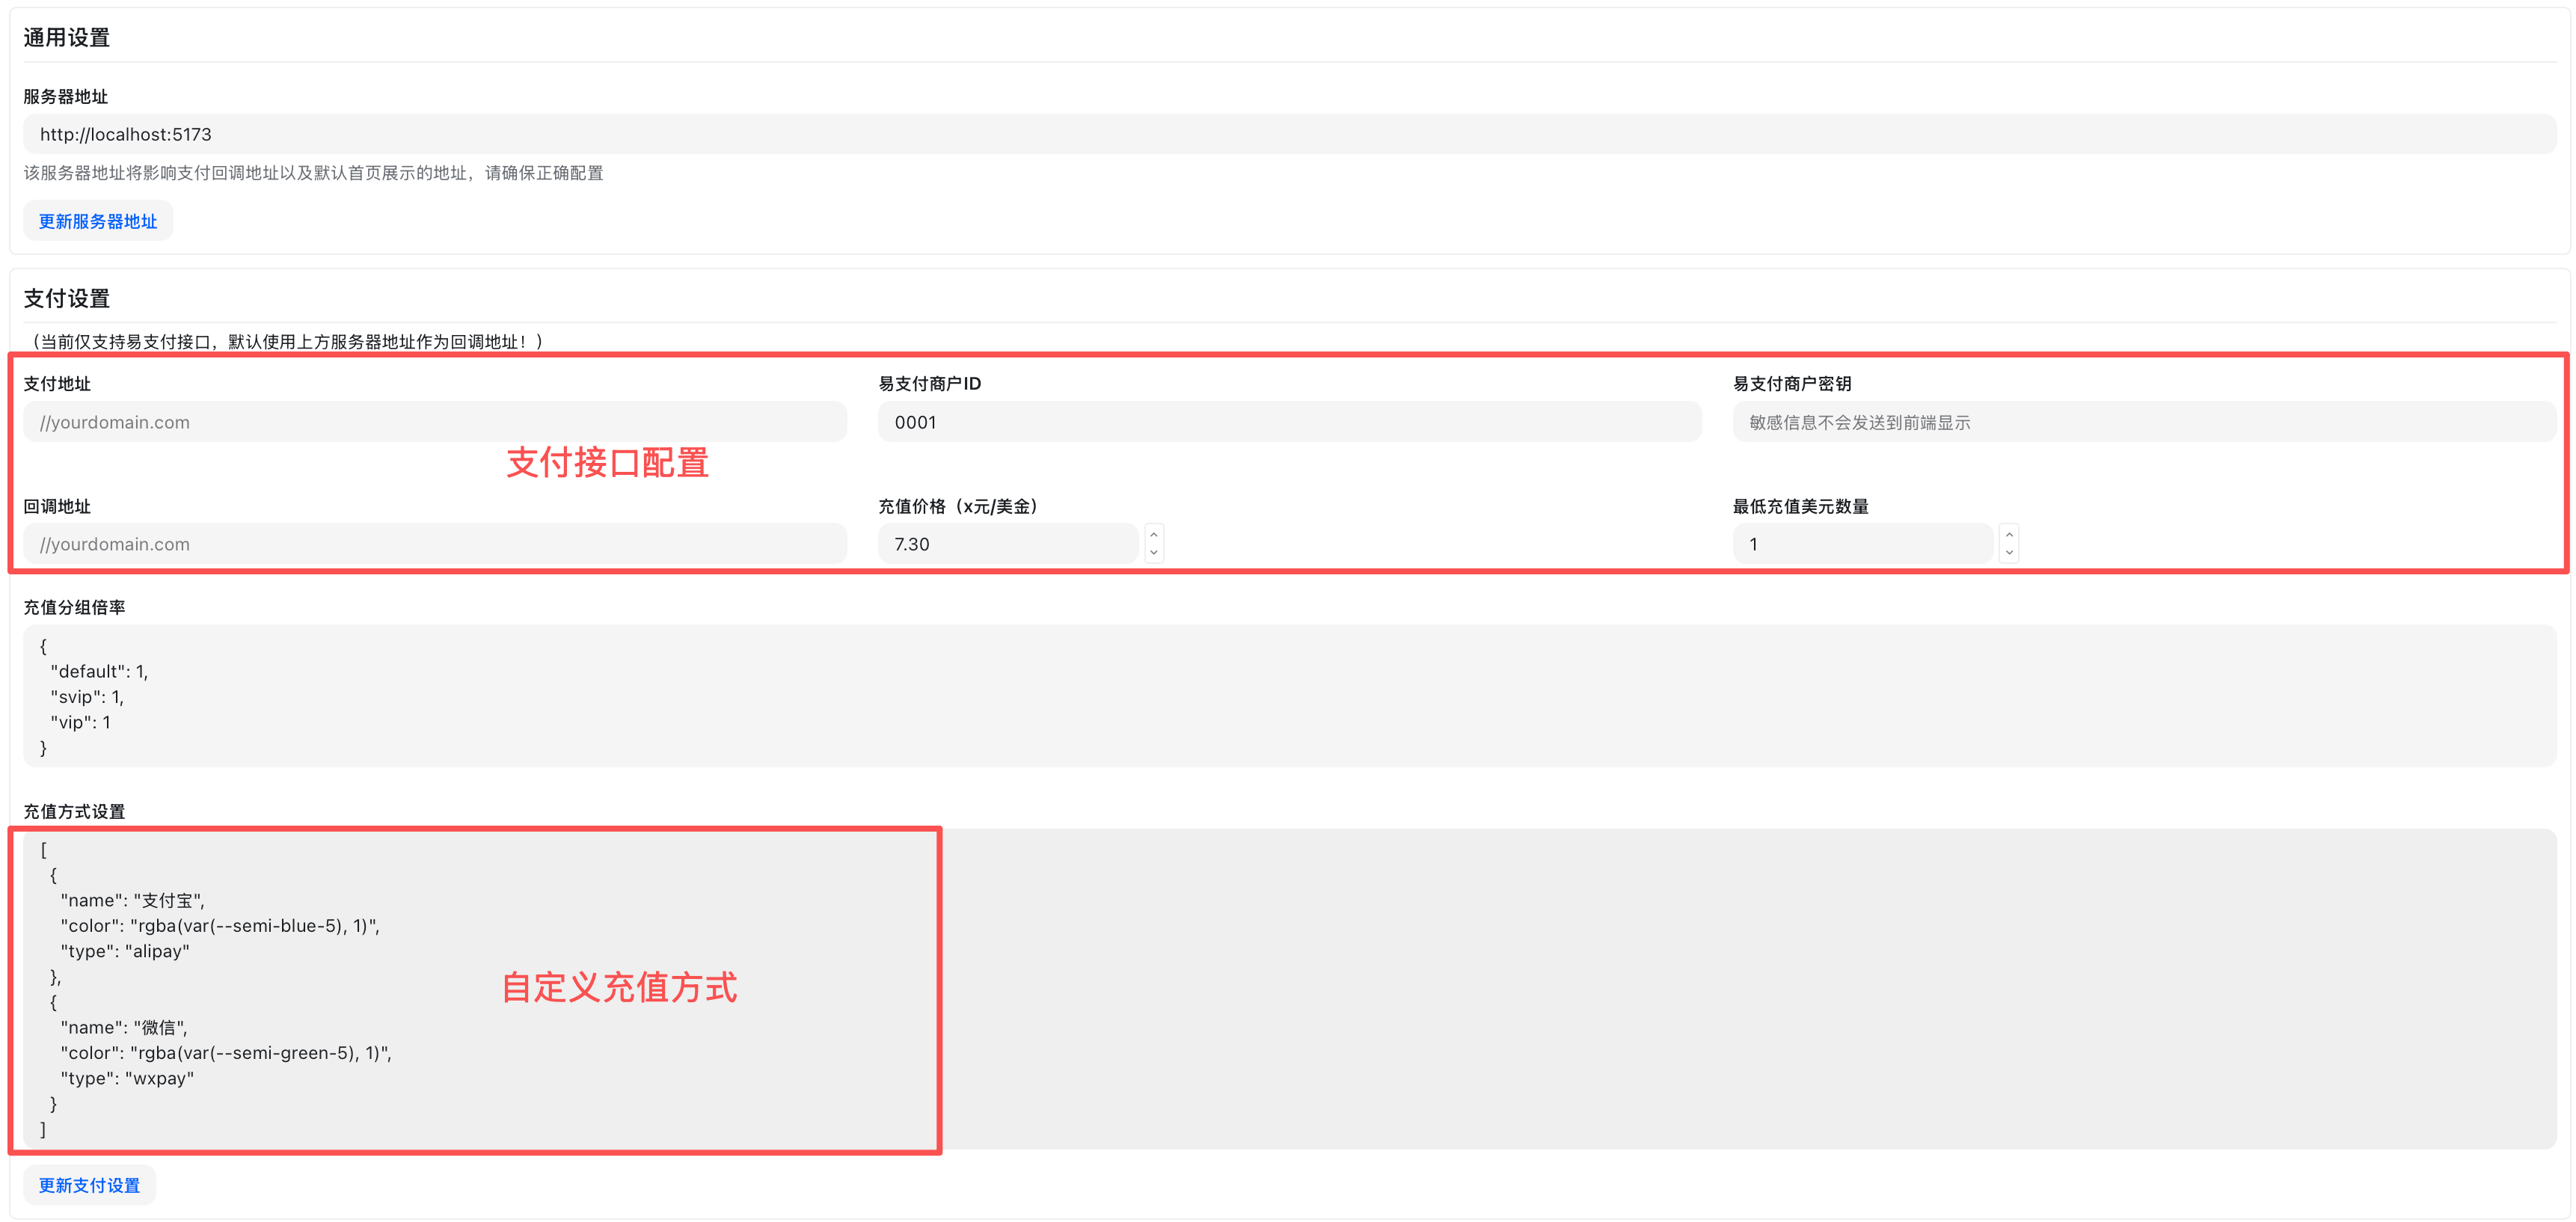 通用设置
服务器地址
http://localhost:5173
该服务器地址将影响支付回调地址以及默认首页展示的地址，请确保正确配置
更新服务器地址
支付设置
（当前仅支持易支付接口，默认使用上方服务器地址作为回调地址！）
支付地址
易支付商户ID
易支付商户密钥
//yourdomain.com
0001
敏感信息不会发送到前端显示
支付接口配置
回调地址
充值价格（x元/美金）
最低充值美元数量
//yourdomain.com
7.30
1
充值分组倍率
{
"default": 1,
"svip": 1,
"vip": 1
}
充值方式设置
[
{
"name": "支付宝",
"color": "rgba(var(--semi-blue-5), 1)",
"type": "alipay"
},
自定义充值方式
{
"name": "微信",
"color": "rgba(var(--semi-green-5), 1)",
"type": "wxpay"
}
]
更新支付设置